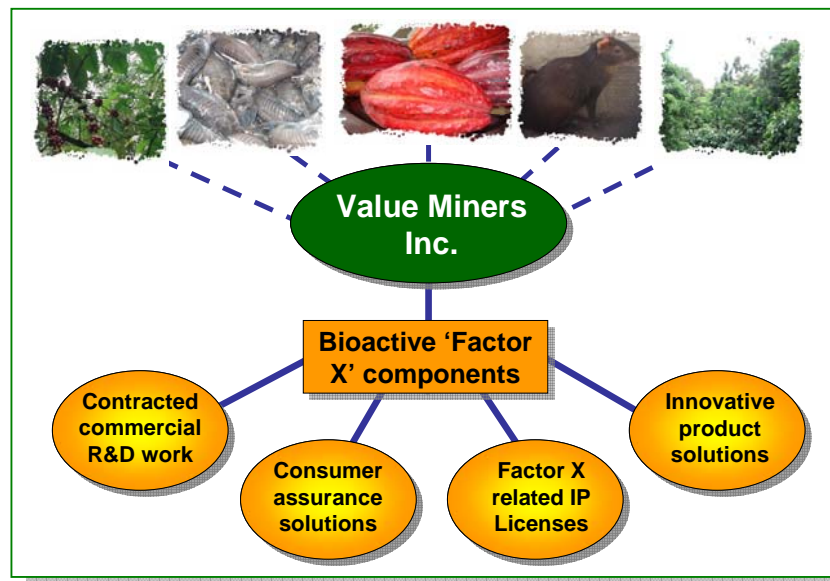 Value Miners
Inc.
Bioactive ‘Factor
X’ components
Contracted
commercial
R&D work
Consumer
assurance
solutions
Factor X
related IP
Licenses
Innovative
product
solutions